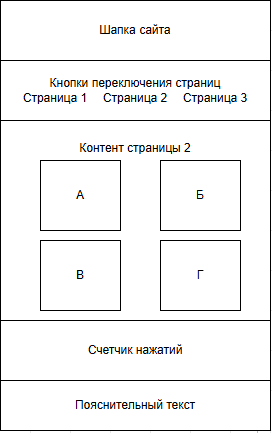 Шапка сайта
Кнопки переключения страниц
Страница 1 Страница 2 Страница 3
Контент страницы 2
А Б
В Г
Счетчик нажатий
Пояснительный текст